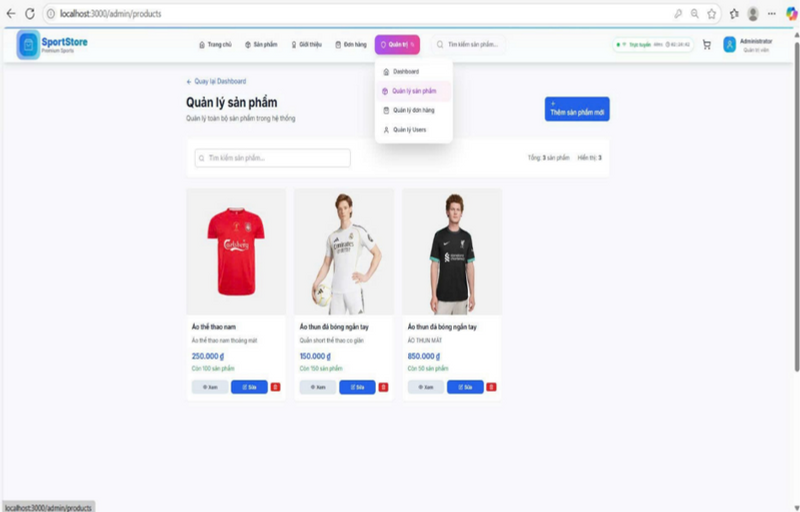 localhost:3000/admin/products
SportStore
Premium Sports
Trang chủ
Sản phẩm
Giới thiệu
Đơn hàng
Quản trị
Tìm kiếm sản phẩm...
Trực tuyến
Administrator
Quản trị viên
Dashboard
Quản lý sản phẩm
Quản lý đơn hàng
Quản lý Users
← Quay lại Dashboard
Quản lý sản phẩm
Quản lý toàn bộ sản phẩm trong hệ thống
+
Thêm sản phẩm mới
Tìm kiếm sản phẩm...
Tổng: 3 sản phẩm
Hiển thị: 3
Carlsberg
Áo thể thao nam
Áo thể thao nam thoáng mát
250.000 ₫
Còn 100 sản phẩm
Xem
Sửa
Áo thun đá bóng ngắn tay
Quần short thể thao co giãn
150.000 ₫
Còn 150 sản phẩm
Xem
Sửa
Áo thun đá bóng ngắn tay
ÁO THUN MÁT
850.000 ₫
Còn 50 sản phẩm
Xem
Sửa
localhost:3000/admin/products